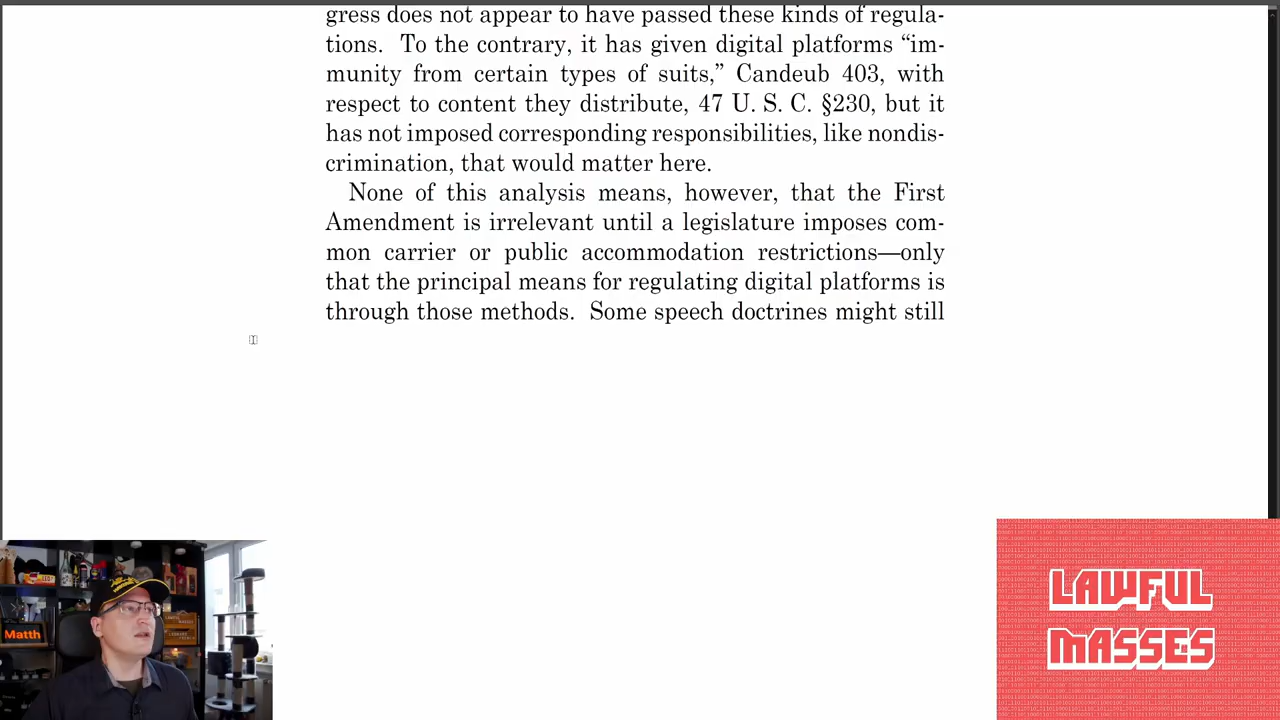 gress does not appear to have passed these kinds of regula-
tions. To the contrary, it has given digital platforms “im-
munity from certain types of suits,” Candeub 403, with
respect to content they distribute, 47 U. S. C. §230, but it
has not imposed corresponding responsibilities, like nondis-
crimination, that would matter here.
None of this analysis means, however, that the First
Amendment is irrelevant until a legislature imposes com-
mon carrier or public accommodation restrictions—only
that the principal means for regulating digital platforms is
through those methods. Some speech doctrines might still
Matth
LAWFUL
MASSES